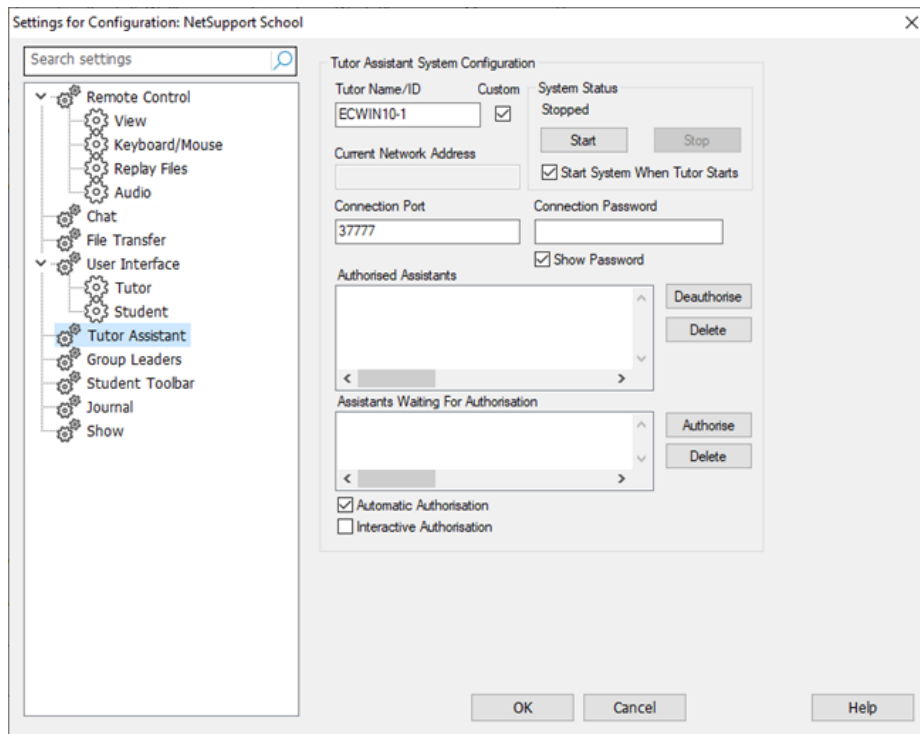 Settings for Configuration: NetSupport School
Search settings
Remote Control
View
Keyboard/Mouse
Replay Files
Audio
Chat
File Transfer
User Interface
Tutor
Student
Tutor Assistant
Group Leaders
Student Toolbar
Journal
Show
Tutor Assistant System Configuration
Tutor Name/ID Custom
ECWIN10-1
System Status
Stopped
Start Stop
Start System When Tutor Starts
Current Network Address
Connection Port Connection Password
37777
Show Password
Authorised Assistants
Deauthorise
Delete
Assistants Waiting For Authorisation
Authorise
Delete
Automatic Authorisation
Interactive Authorisation
OK Cancel Help